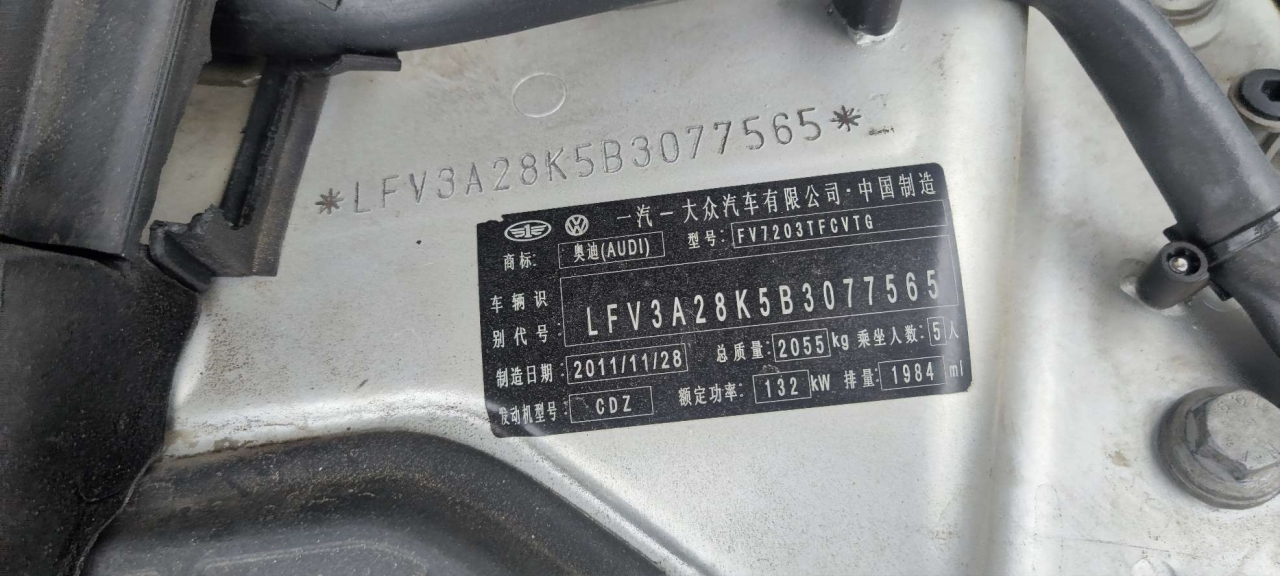 *LFV3A28K5B3077565*
一汽一大众汽车有限公司·中国制造
商标: 奥迪(AUDI) 型号: FV7203TFCVTG
车辆识别代号: LFV3A28K5B3077565
制造日期: 2011/11/28 总质量: 2055 kg 乘坐人数: 5 人
发动机型号: CDZ 额定功率: 132 kW 排量: 1984 ml